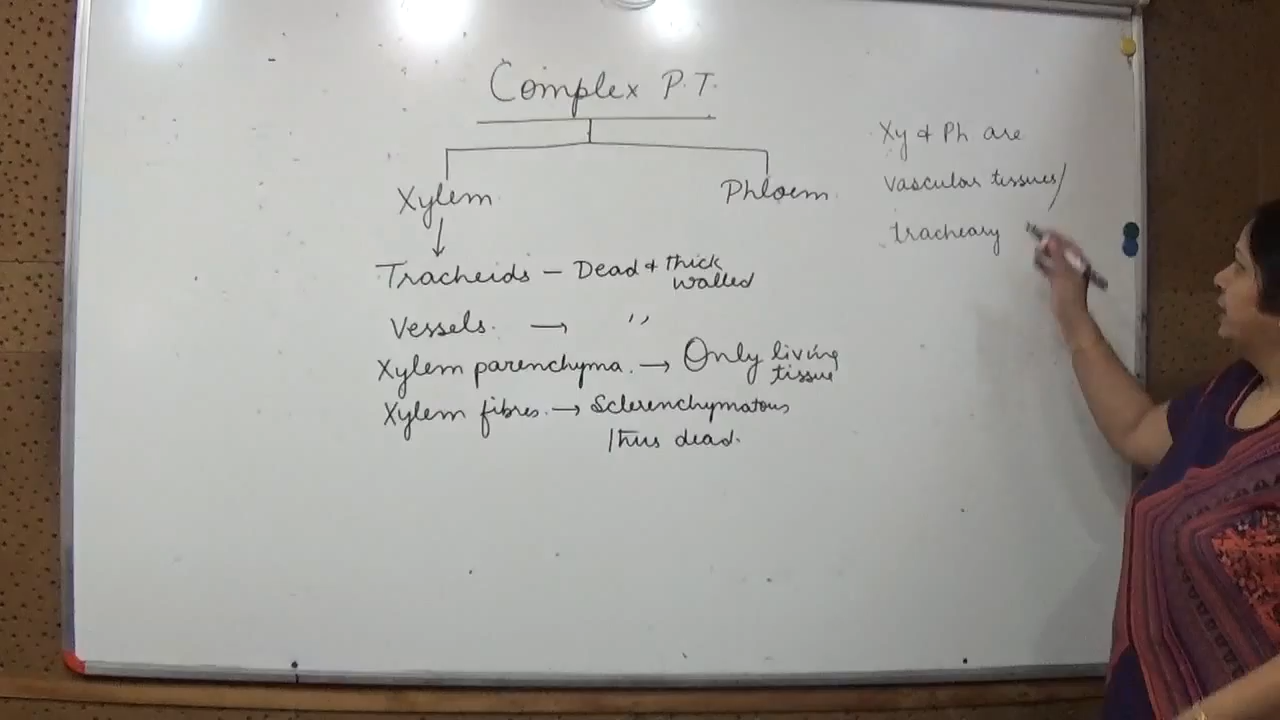 Complex P.T.
Xylem
Phloem
Tracheids – Dead & thick
walled
Vessels. → ,,
Xylem parenchyma. → Only living
tissue
Xylem fibres. → Sclerenchymatous
thus dead.
Xy & Ph are
vascular tissues/
tracheary